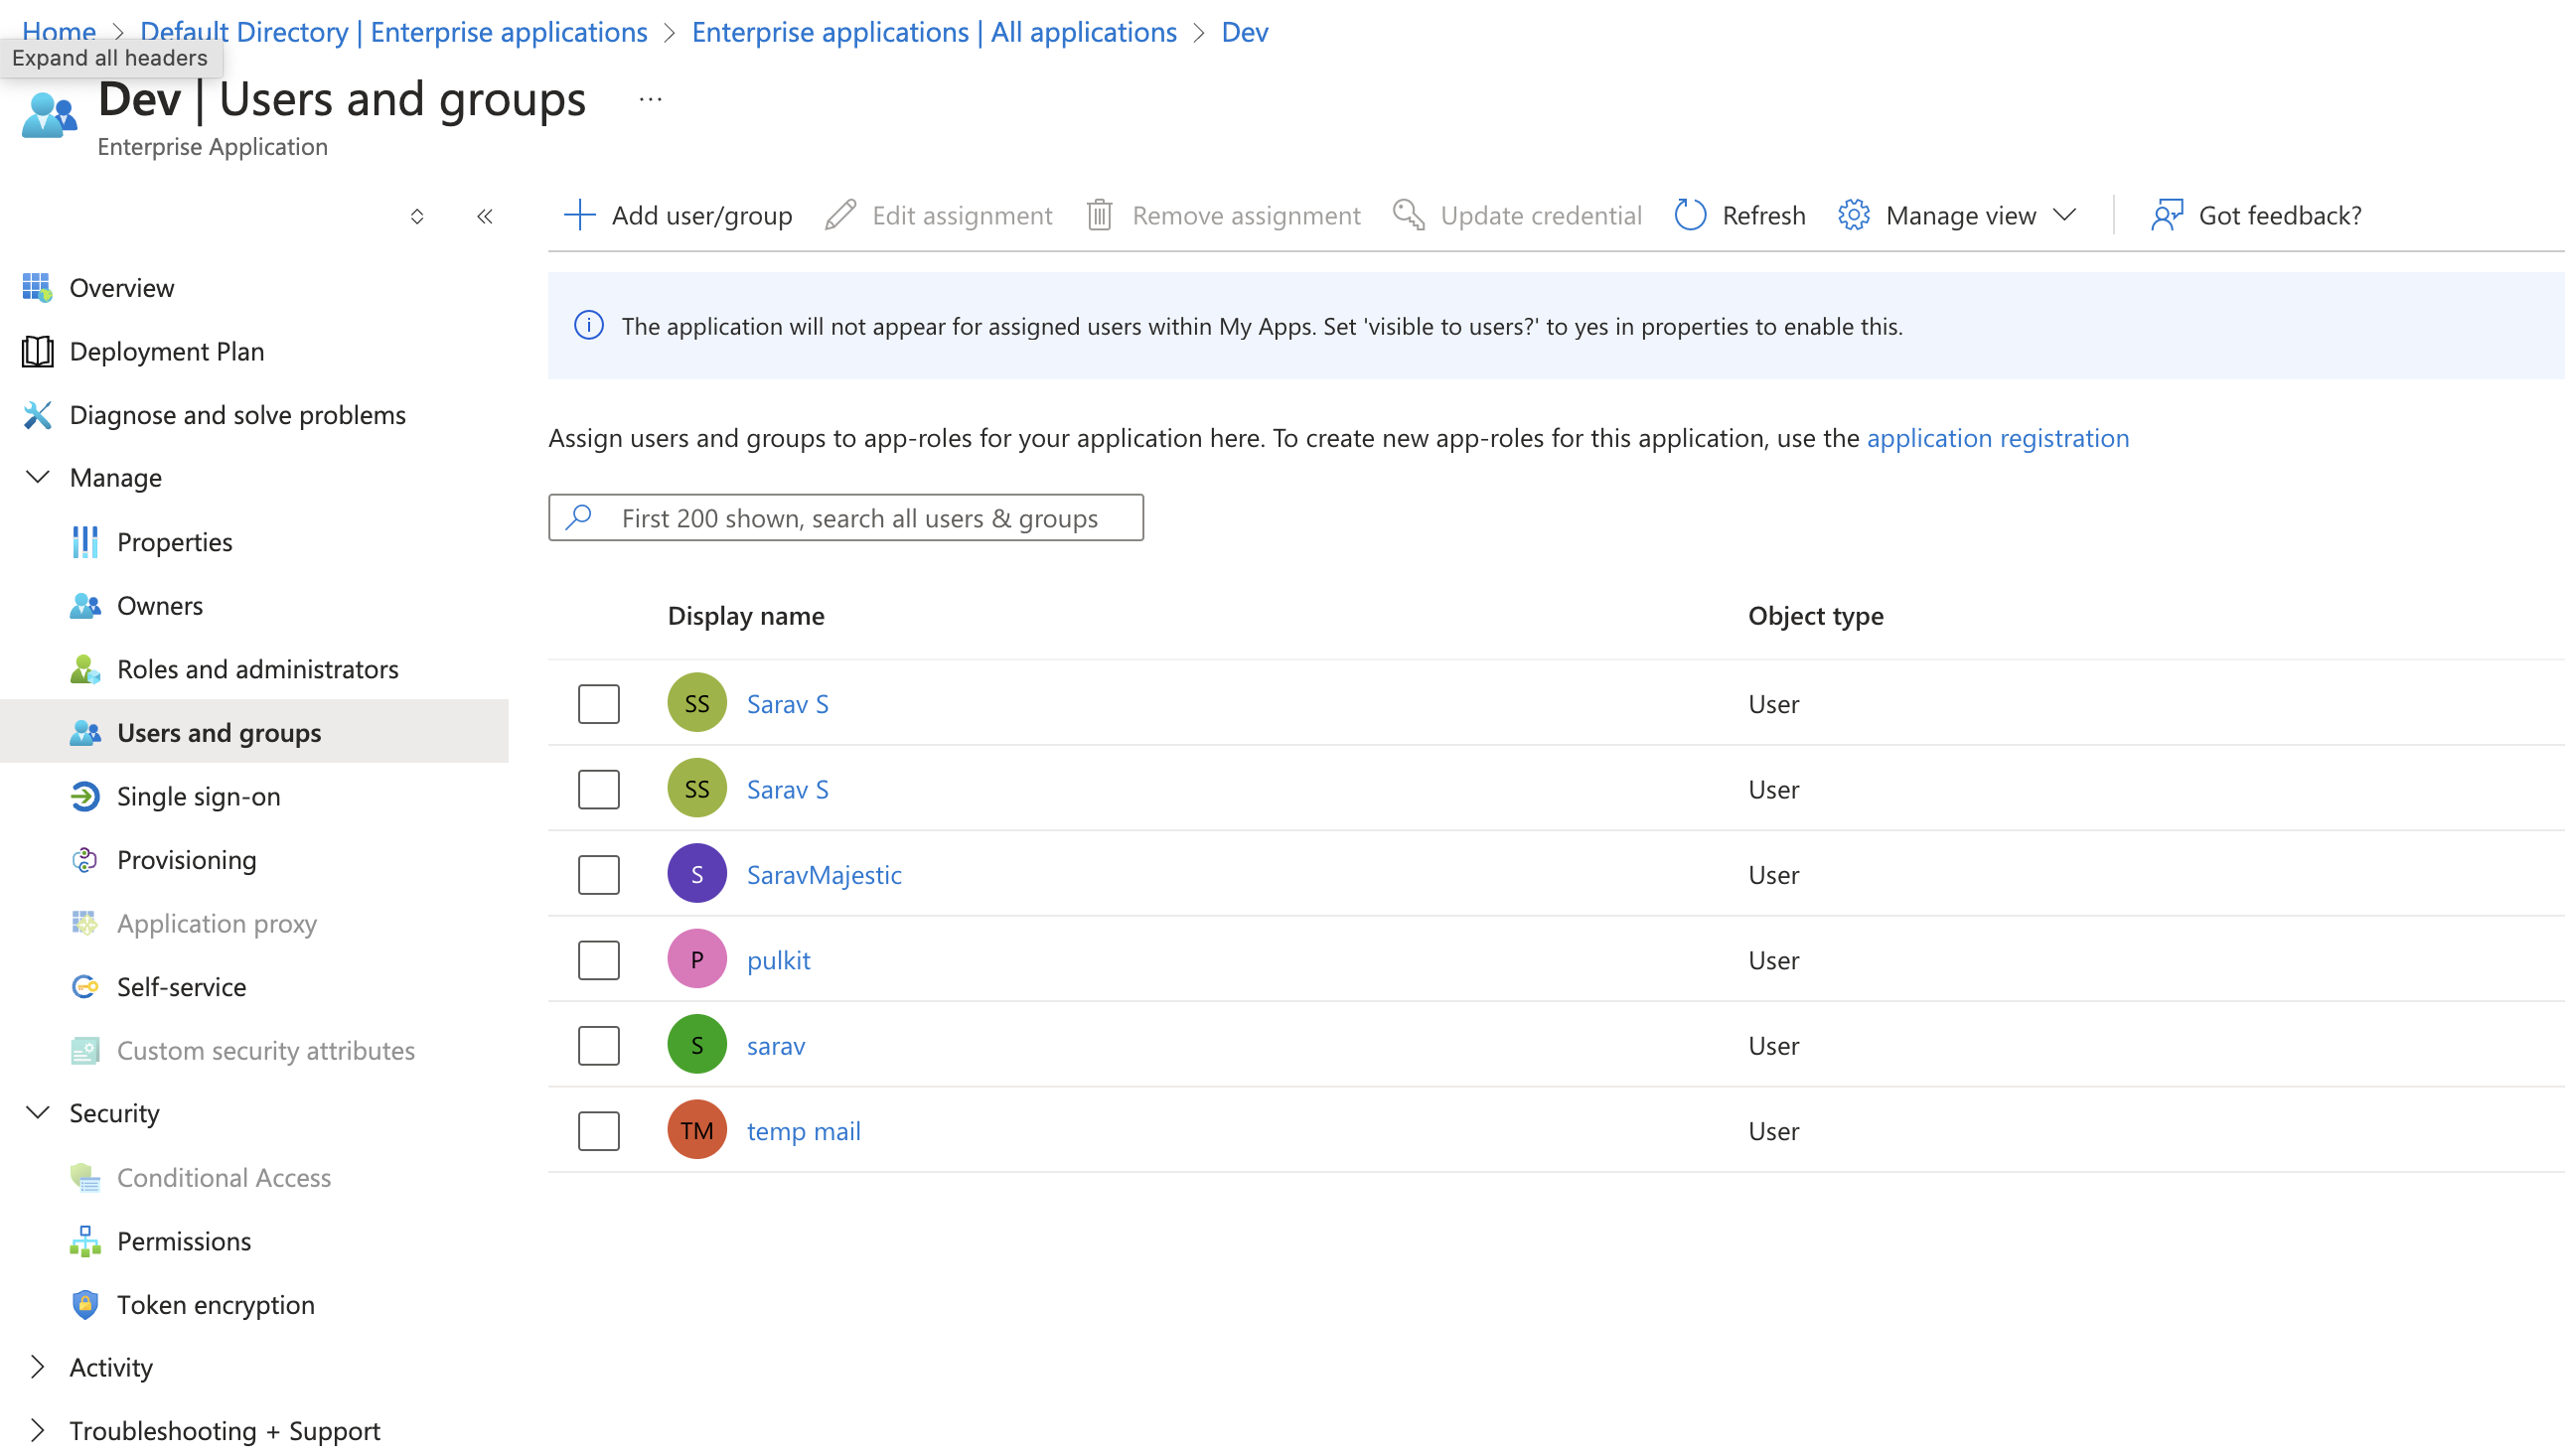 Home > Default Directory | Enterprise applications > Enterprise applications | All applications > Dev
Expand all headers
Dev | Users and groups ...
Enterprise Application
Add user/group Edit assignment Remove assignment Update credential Refresh Manage view Got feedback?
Overview
Deployment Plan
Diagnose and solve problems
Manage
Properties
Owners
Roles and administrators
Users and groups
Single sign-on
Provisioning
Application proxy
Self-service
Custom security attributes
Security
Conditional Access
Permissions
Token encryption
Activity
Troubleshooting + Support
The application will not appear for assigned users within My Apps. Set 'visible to users?' to yes in properties to enable this.
Assign users and groups to app-roles for your application here. To create new app-roles for this application, use the application registration
First 200 shown, search all users & groups
Display name Object type
SS Sarav S User
SS Sarav S User
S SaravMajestic User
P pulkit User
S sarav User
TM temp mail User